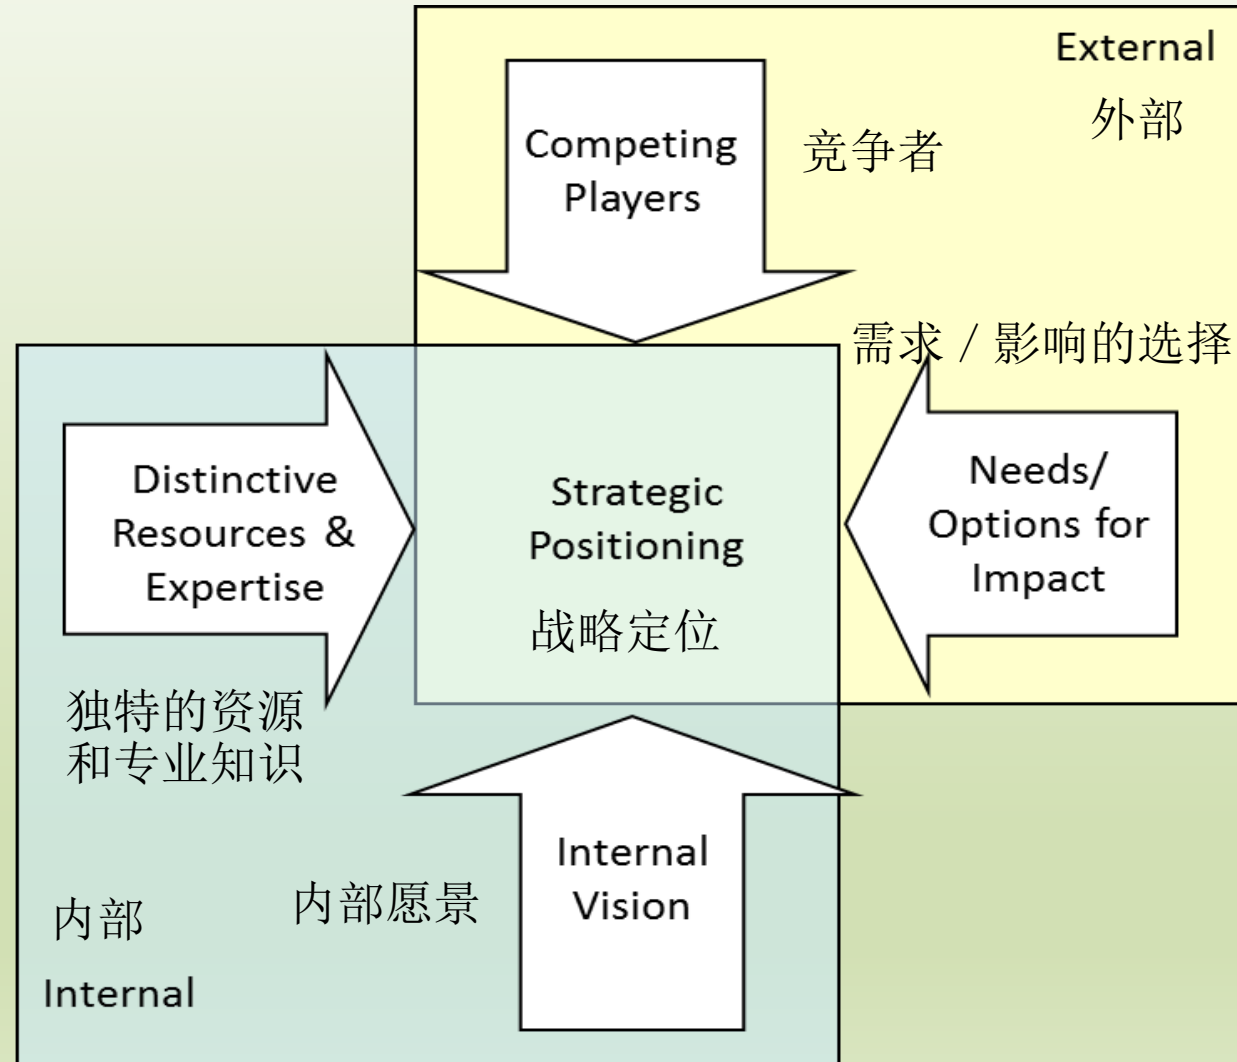 External
外部
Competing
Players
竞争者
需求 / 影响的选择
Distinctive
Resources &
Expertise
Strategic
Positioning
战略定位
Needs/
Options for
Impact
独特的资源
和专业知识
Internal
Vision
内部愿景
内部
Internal